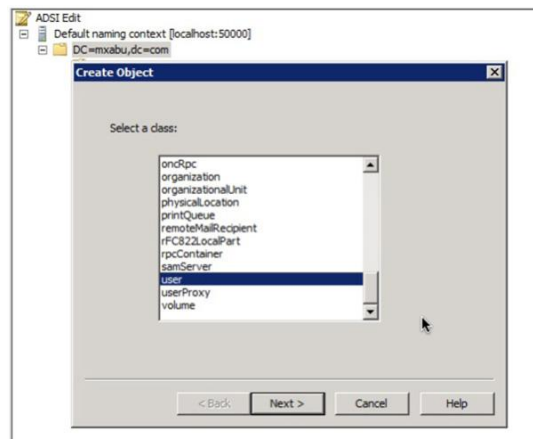 ADSI Edit
Default naming context [localhost:50000]
DC=mxabu,dc=com
Create Object
Select a class:
oncRpc
organization
organizationalUnit
physicalLocation
printQueue
remoteMailRecipient
rFC822LocalPart
rpcContainer
samServer
user
userProxy
volume
< Back Next > Cancel Help